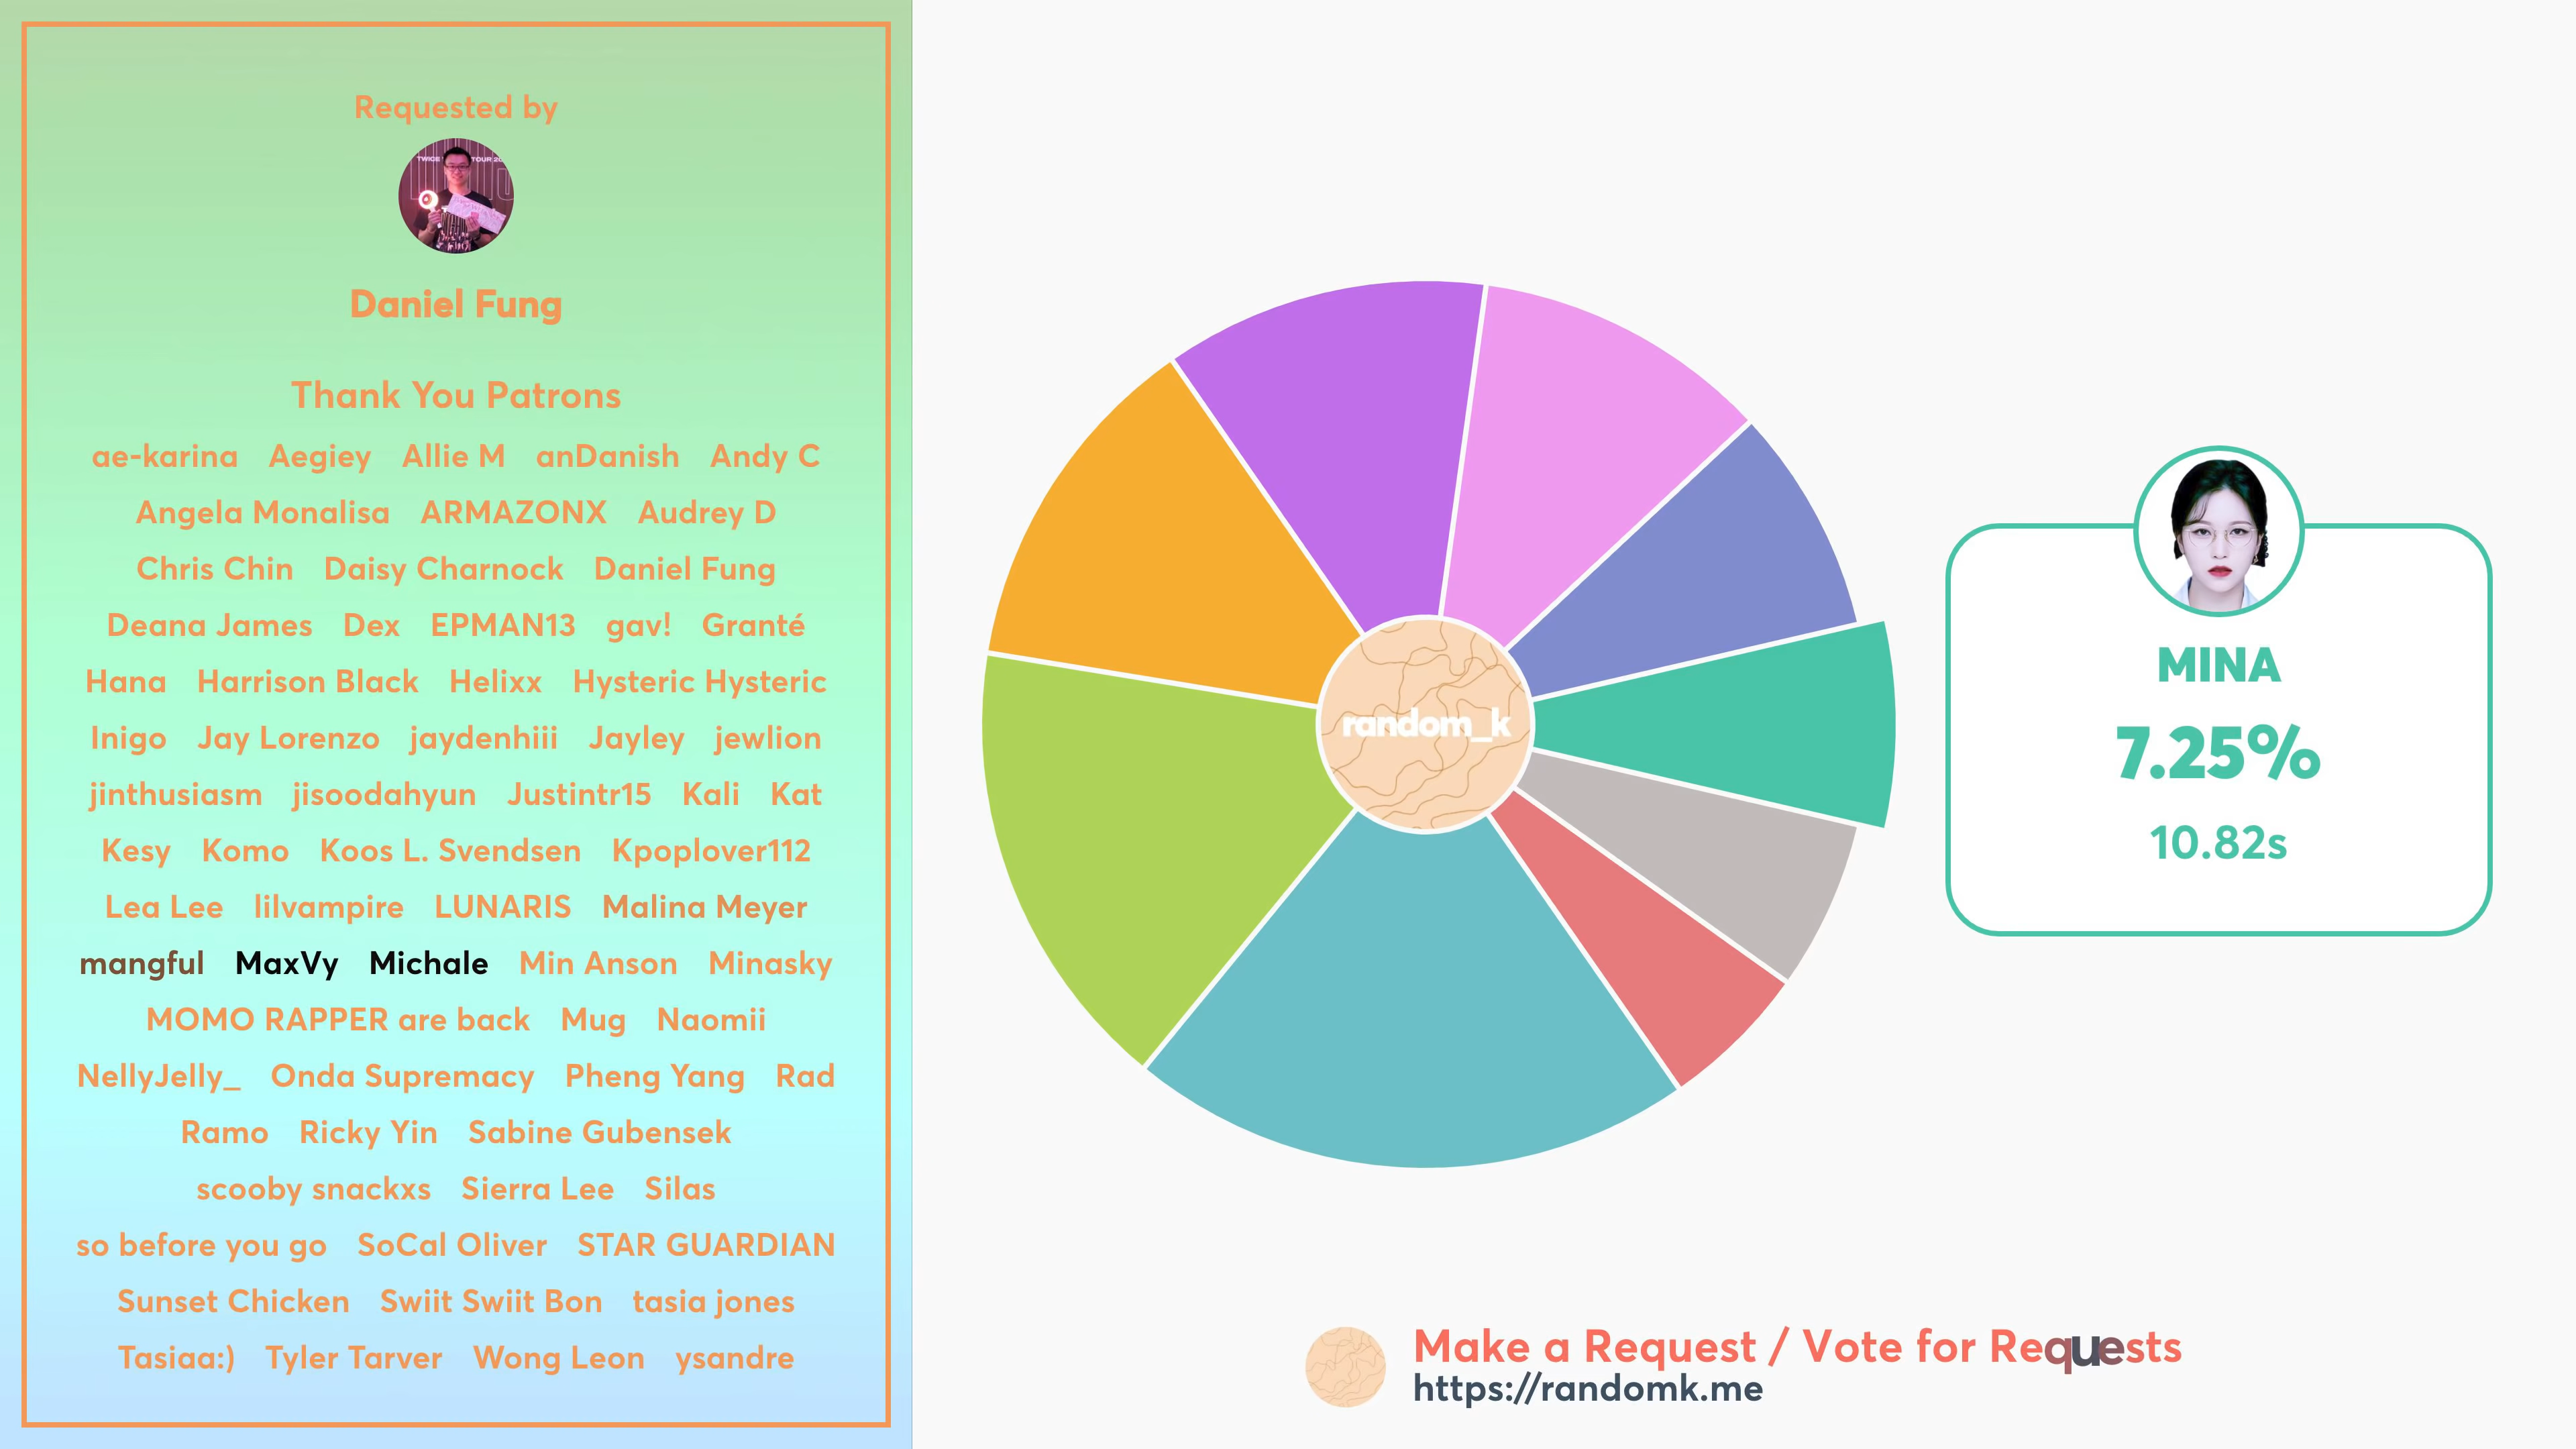 Requested by
TWICE TOUR 20
Daniel Fung
Thank You Patrons
ae-karina Aegiey Allie M anDanish Andy C
Angela Monalisa ARMAZONX Audrey D
Chris Chin Daisy Charnock Daniel Fung
Deana James Dex EPMAN13 gav! Granté
Hana Harrison Black Helixx Hysteric Hysteric
Inigo Jay Lorenzo jaydenhiii Jayley jewlion
jinthusiasm jisoodahyun Justintr15 Kali Kat
Kesy Komo Koos L. Svendsen Kpoplover112
Lea Lee lilvampire LUNARIS Malina Meyer
mangful MaxVy Michale Min Anson Minasky
MOMO RAPPER are back Mug Naomii
NellyJelly_ Onda Supremacy Pheng Yang Rad
Ramo Ricky Yin Sabine Gubensek
scooby snackxs Sierra Lee Silas
so before you go SoCal Oliver STAR GUARDIAN
Sunset Chicken Swiit Swiit Bon tasia jones
Tasiaa:) Tyler Tarver Wong Leon ysandre
random_k
MINA
7.25%
10.82s
Make a Request / Vote for Requests
https://randomk.me